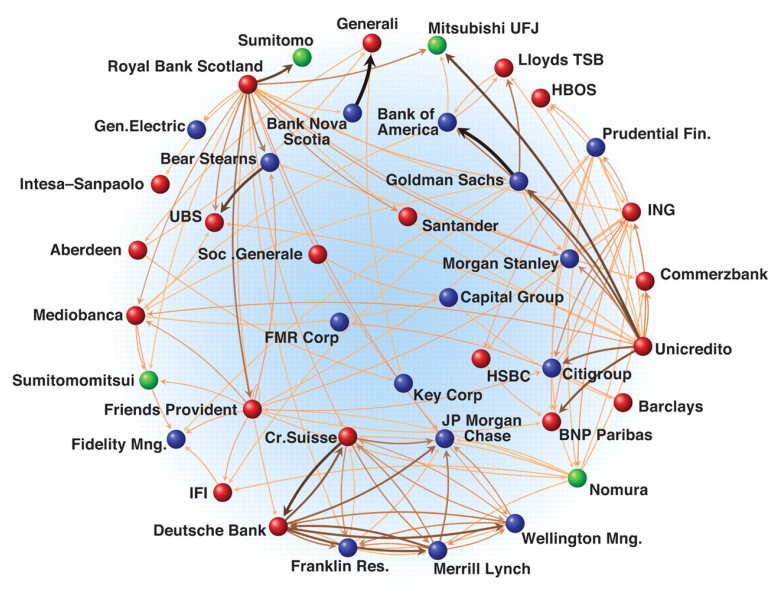 Generali
Mitsubishi UFJ
Sumitomo
Lloyds TSB
Royal Bank Scotland
HBOS
Gen.Electric
Bank Nova
Scotia
Bank of
America
Prudential Fin.
Bear Stearns
Goldman Sachs
Intesa–Sanpaolo
UBS
Santander
ING
Aberdeen
Soc .Generale
Morgan Stanley
Commerzbank
Capital Group
Mediobanca
FMR Corp
Unicredito
HSBC
Citigroup
Sumitomomitsui
Key Corp
Friends Provident
Barclays
Cr.Suisse
JP Morgan
Chase
BNP Paribas
Fidelity Mng.
IFI
Nomura
Deutsche Bank
Wellington Mng.
Franklin Res.
Merrill Lynch